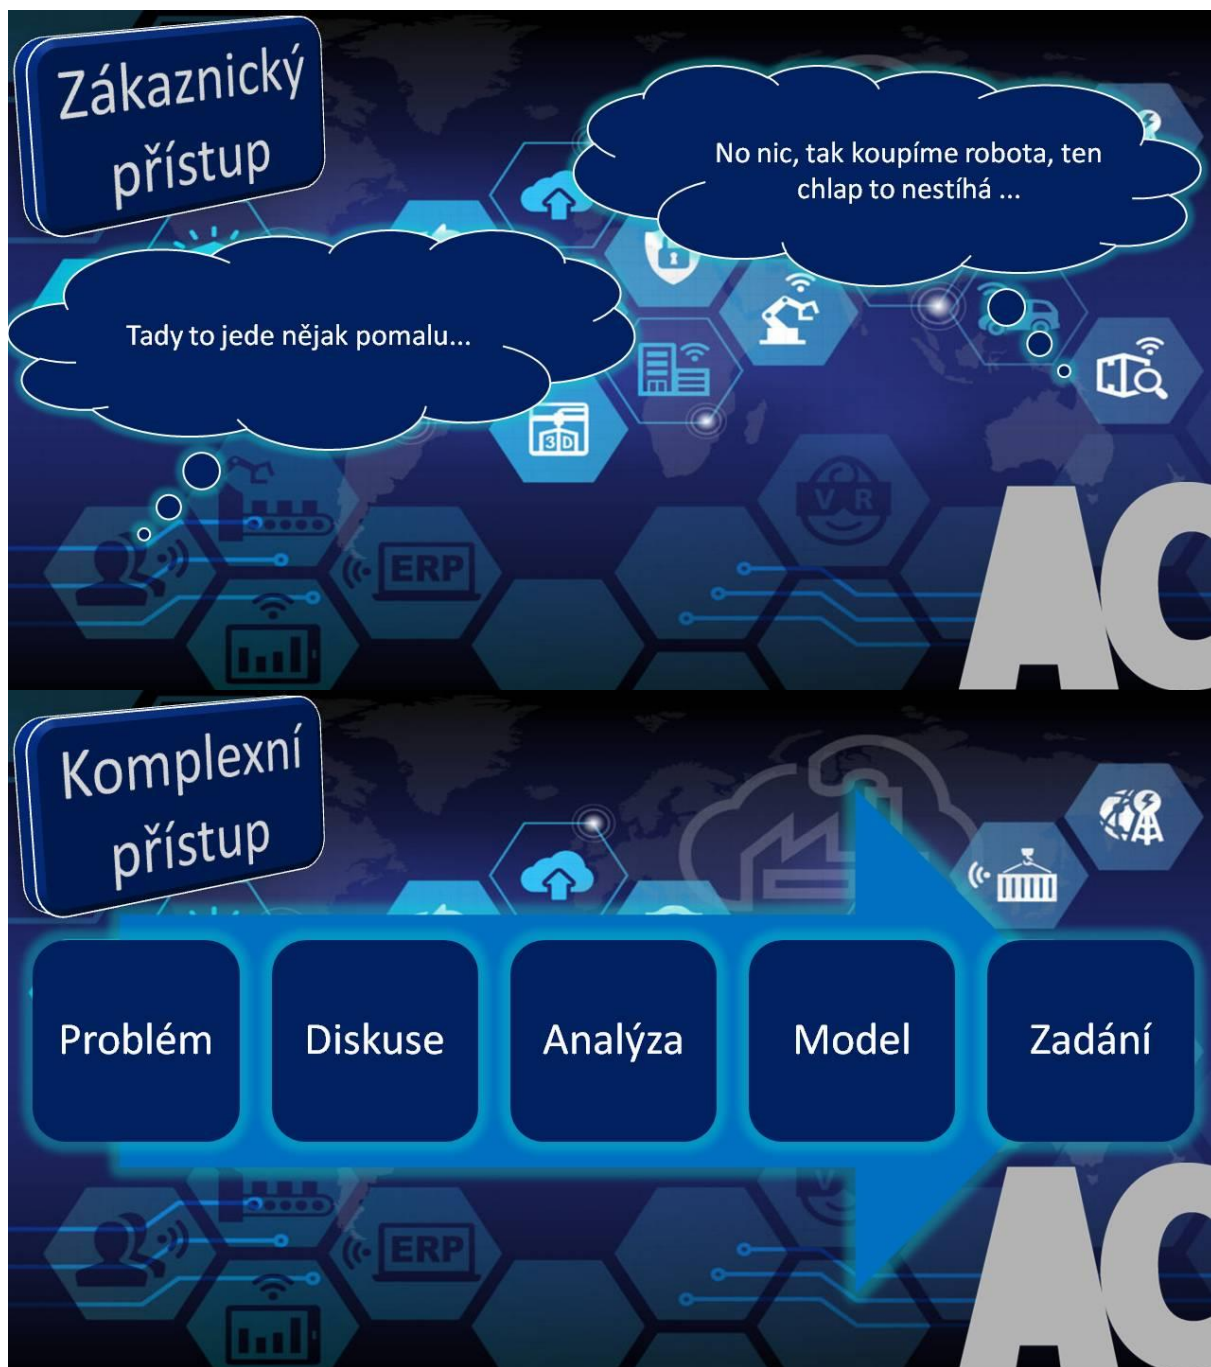 Zákaznický
přístup
No nic, tak koupíme robota, ten
chlap to nestíhá ...
Tady to jede nějak pomalu...
3D
VR
ERP
AC
Komplexní
přístup
Problém
Diskuse
Analýza
Model
Zadání
V
ERP
AC